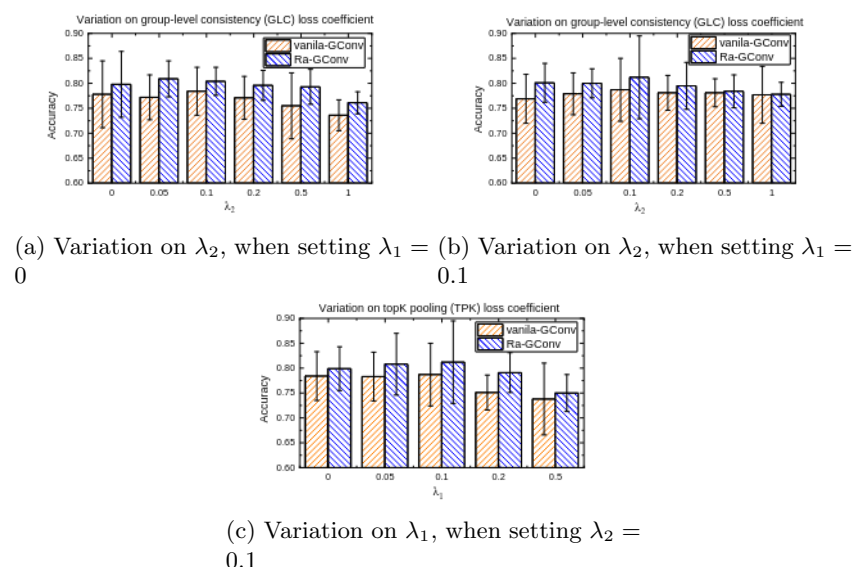 Variation on group-level consistency (GLC) loss coefficient
0.90
0.85
0.80
0.75
0.70
0.65
0.60
Accuracy
vanila-GConv
Ra-GConv
0 0.05 0.1 0.2 0.5 1
λ2
Variation on group-level consistency (GLC) loss coefficient
0.90
0.85
0.80
0.75
0.70
0.65
0.60
Accuracy
vanila-GConv
Ra-GConv
0 0.05 0.1 0.2 0.5 1
λ2
(a) Variation on λ2, when setting λ1 =
0
(b) Variation on λ2, when setting λ1 =
0.1
Variation on topK pooling (TPK) loss coefficient
0.90
0.85
0.80
0.75
0.70
0.65
0.60
Accuracy
vanila-GConv
Ra-GConv
0 0.05 0.1 0.2 0.5
λ1
(c) Variation on λ1, when setting λ2 =
0.1